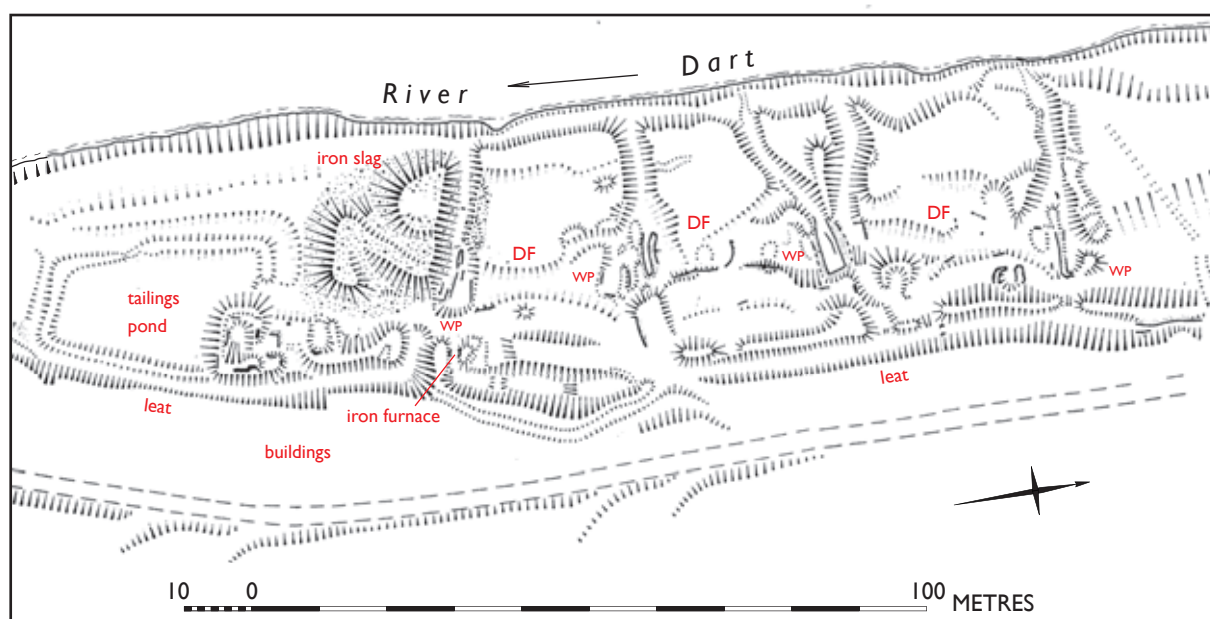 River Dart
iron slag
DF
DF
DF
WP
WP
WP
WP
tailings
pond
leat
leat
iron furnace
buildings
10 0 100 METRES